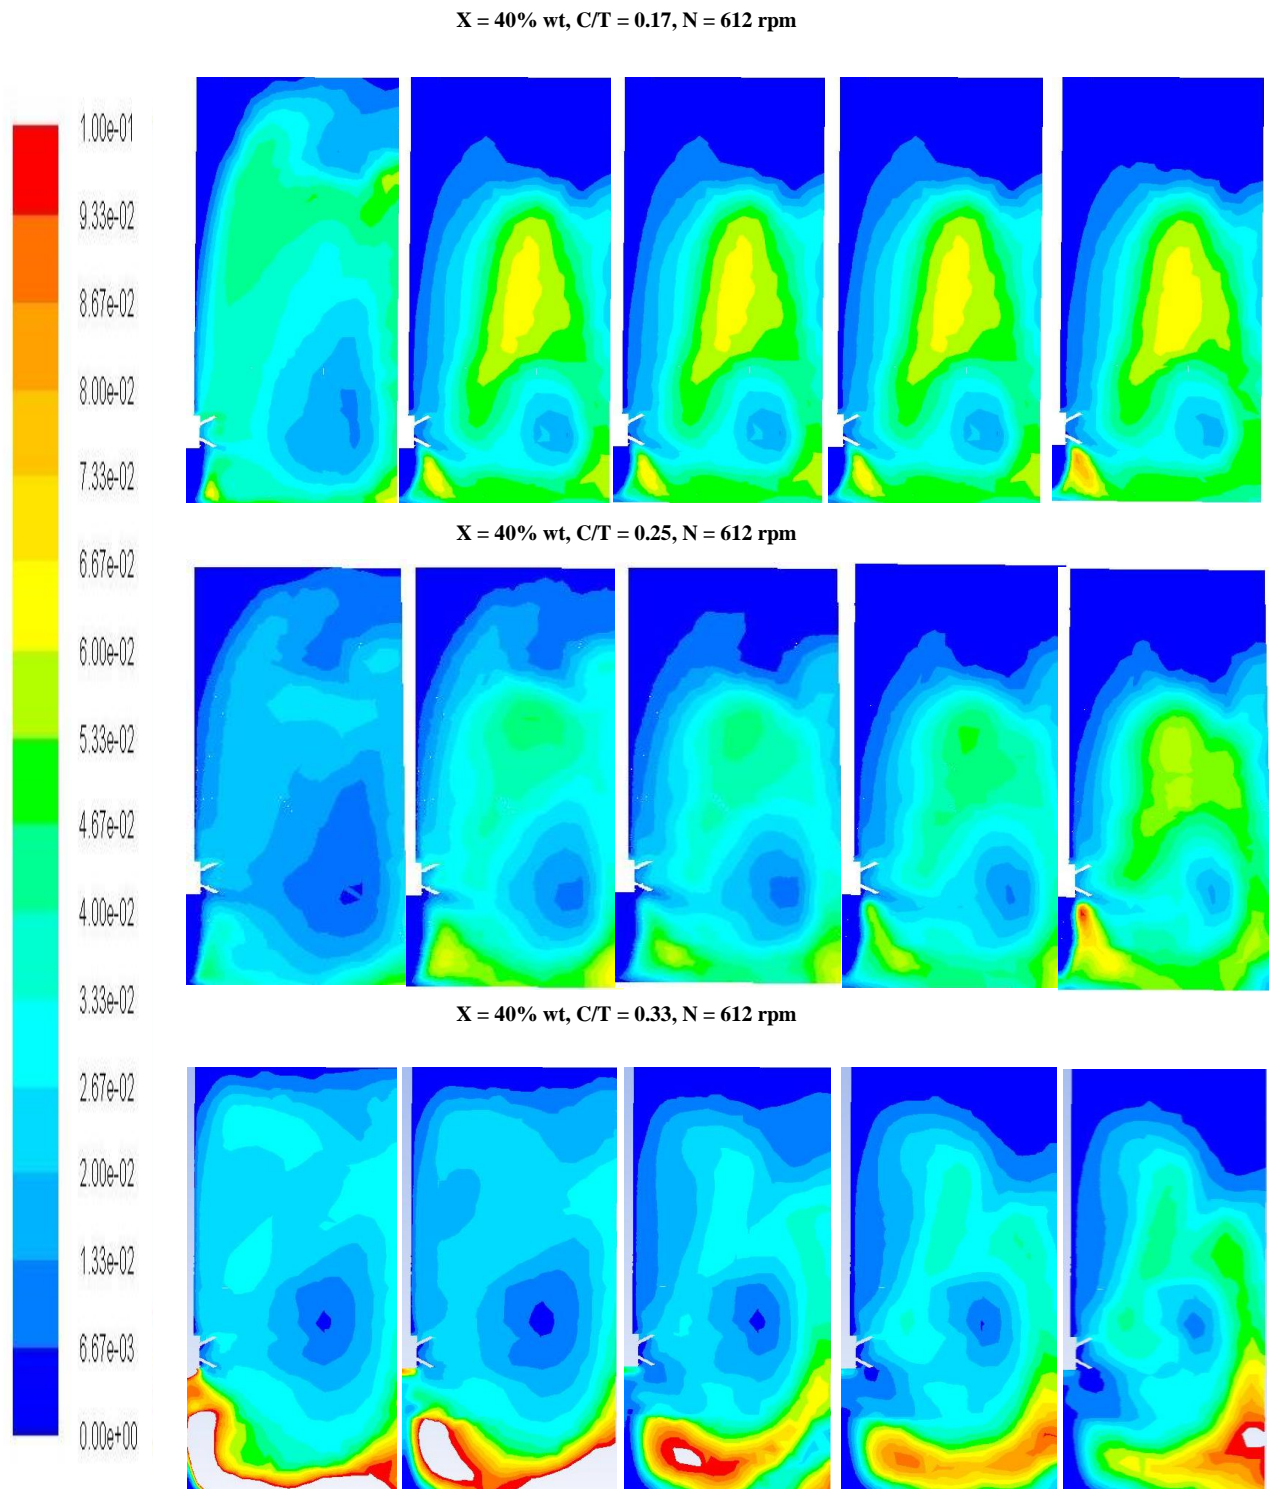 X = 40% wt, C/T = 0.17, N = 612 rpm
1.00e-01
9.33e-02
8.67e-02
8.00e-02
7.33e-02
6.67e-02
6.00e-02
5.33e-02
4.67e-02
4.00e-02
3.33e-02
2.67e-02
2.00e-02
1.33e-02
6.67e-03
0.00e+00
X = 40% wt, C/T = 0.25, N = 612 rpm
X = 40% wt, C/T = 0.33, N = 612 rpm